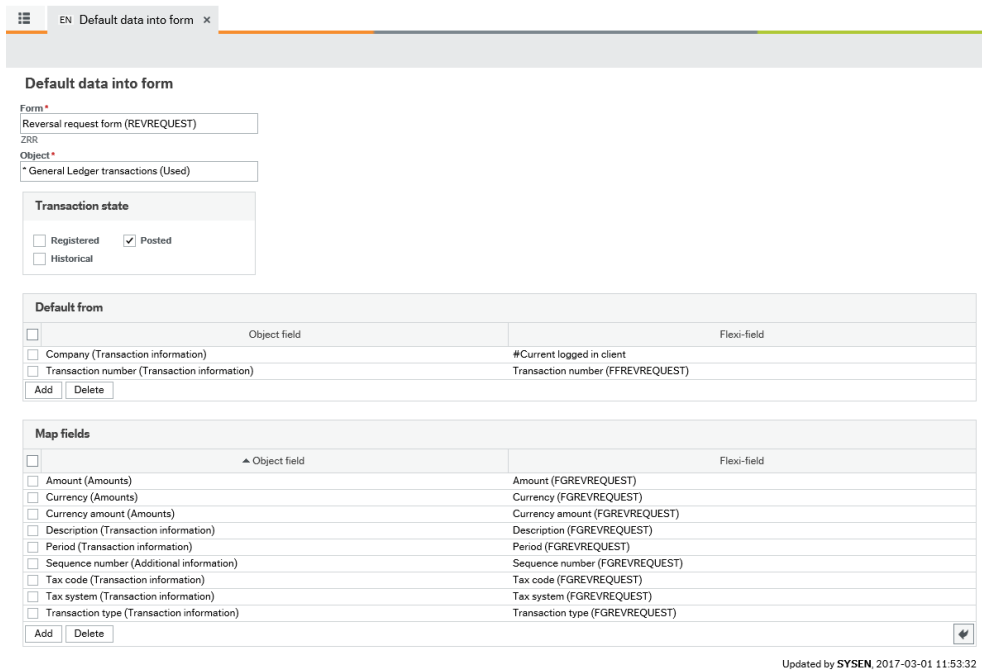 EN Default data into form ×
Default data into form
Form*
Reversal request form (REVREQUEST)
ZRR
Object*
* General Ledger transactions (Used)
Transaction state
Registered Posted
Historical
Default from
Object field Flexi-field
Company (Transaction information) #Current logged in client
Transaction number (Transaction information) Transaction number (FFREVREQUEST)
Add Delete
Map fields
Object field Flexi-field
Amount (Amounts) Amount (FGREVREQUEST)
Currency (Amounts) Currency (FGREVREQUEST)
Currency amount (Amounts) Currency amount (FGREVREQUEST)
Description (Transaction information) Description (FGREVREQUEST)
Period (Transaction information) Period (FGREVREQUEST)
Sequence number (Additional information) Sequence number (FGREVREQUEST)
Tax code (Transaction information) Tax code (FGREVREQUEST)
Tax system (Transaction information) Tax system (FGREVREQUEST)
Transaction type (Transaction information) Transaction type (FGREVREQUEST)
Add Delete
Updated by SYSEN, 2017-03-01 11:53:32